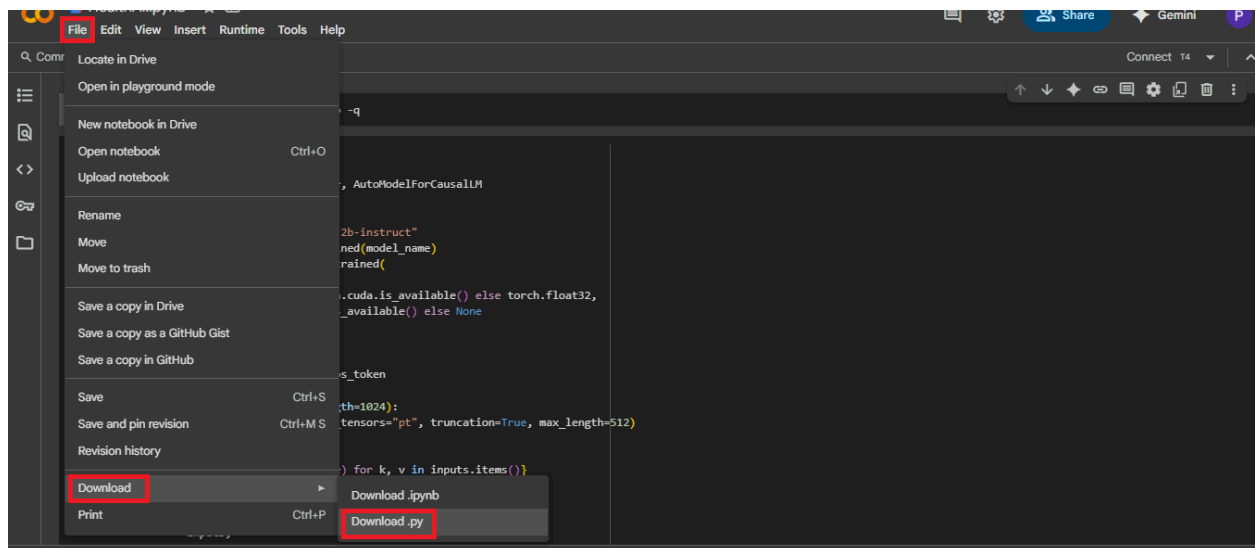 File Edit View Insert Runtime Tools Help
Share
Gemini
P
Connect T4
Locate in Drive
Open in playground mode
-q
New notebook in Drive
Open notebook Ctrl+O
Upload notebook
, AutoModelForCausalLM
Rename
2b-instruct"
Move
ned(model_name)
Move to trash
rained(
.cuda.is_available() else torch.float32,
Save a copy in Drive
_available() else None
Save a copy as a GitHub Gist
Save a copy in GitHub
s_token
Save Ctrl+S
th=1024):
Save and pin revision Ctrl+M S
tensors="pt", truncation=True, max_length=512)
Revision history
) for k, v in inputs.items()}
Download
Download .ipynb
Print Ctrl+P
Download .py